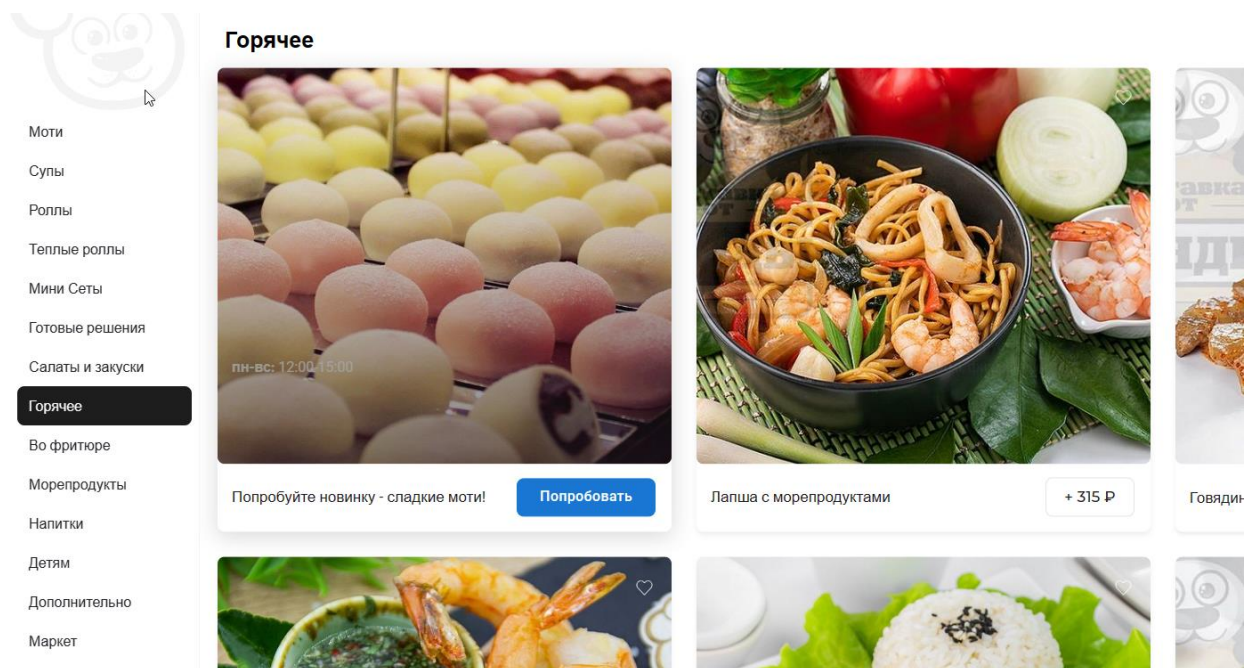 Горячее
Моти
Супы
Роллы
Теплые роллы
Мини Сеты
Готовые решения
Салаты и закуски
Горячее
Во фритюре
Морепродукты
Напитки
Детям
Дополнительно
Маркет
пн-вс: 12:00-15:00
Попробуйте новинку - сладкие моти!
Попробовать
Лапша с морепродуктами
+ 315 ₽